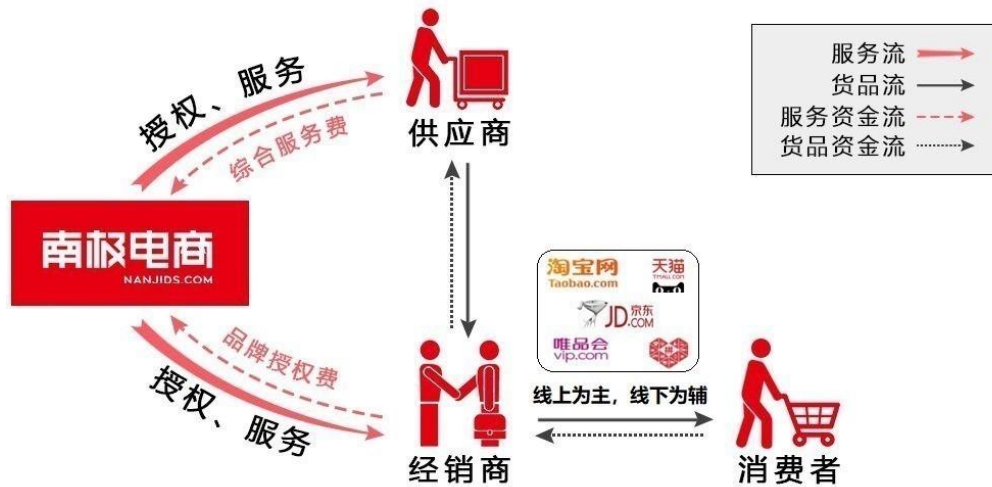 授权、服务
综合服务费
供应商
服务流
货品流
服务资金流
货品资金流
南极电商
NANJIDS.COM
淘宝网
Taobao.com
天猫
TMALL.COM
JD.京东
.COM
唯品会
vip.com
拼
线上为主，线下为辅
品牌授权费
授权、服务
经销商
消费者